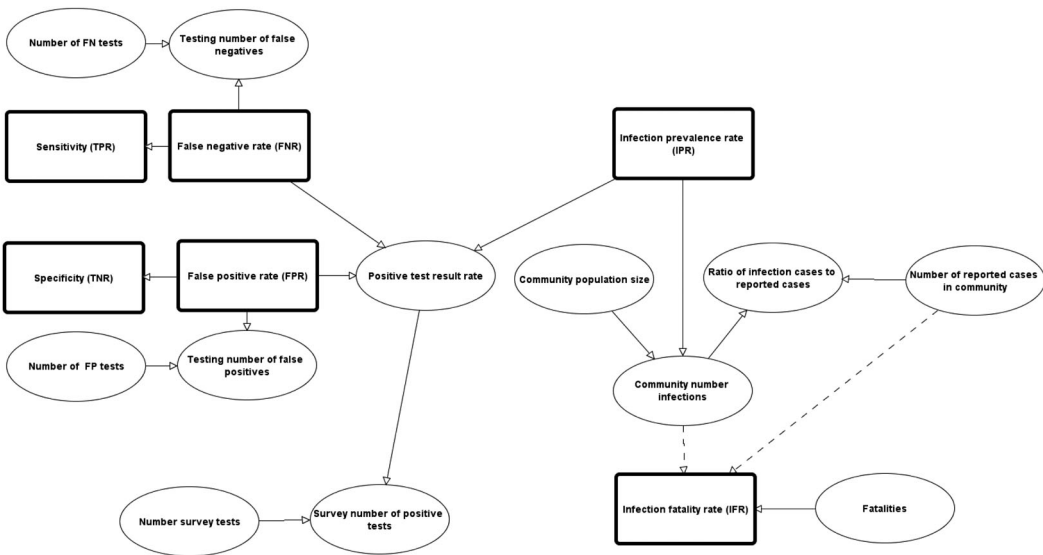 Number of FN tests
Testing number of false
negatives
Sensitivity (TPR)
False negative rate (FNR)
Infection prevalence rate
(IPR)
Specificity (TNR)
False positive rate (FPR)
Positive test result rate
Community population size
Ratio of infection cases to
reported cases
Number of reported cases
in community
Number of  FP tests
Testing number of false
positives
Community number
infections
Number survey tests
Survey number of positive
tests
Infection fatality rate (IFR)
Fatalities